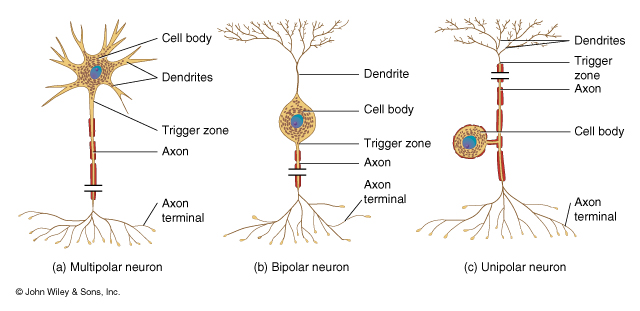 Cell body
Dendrites
Trigger zone
Axon
Axon
terminal
(a) Multipolar neuron
Dendrite
Cell body
Trigger zone
Axon
Axon
terminal
(b) Bipolar neuron
Dendrites
Trigger
zone
Axon
Cell body
Axon
terminal
(c) Unipolar neuron
© John Wiley & Sons, Inc.